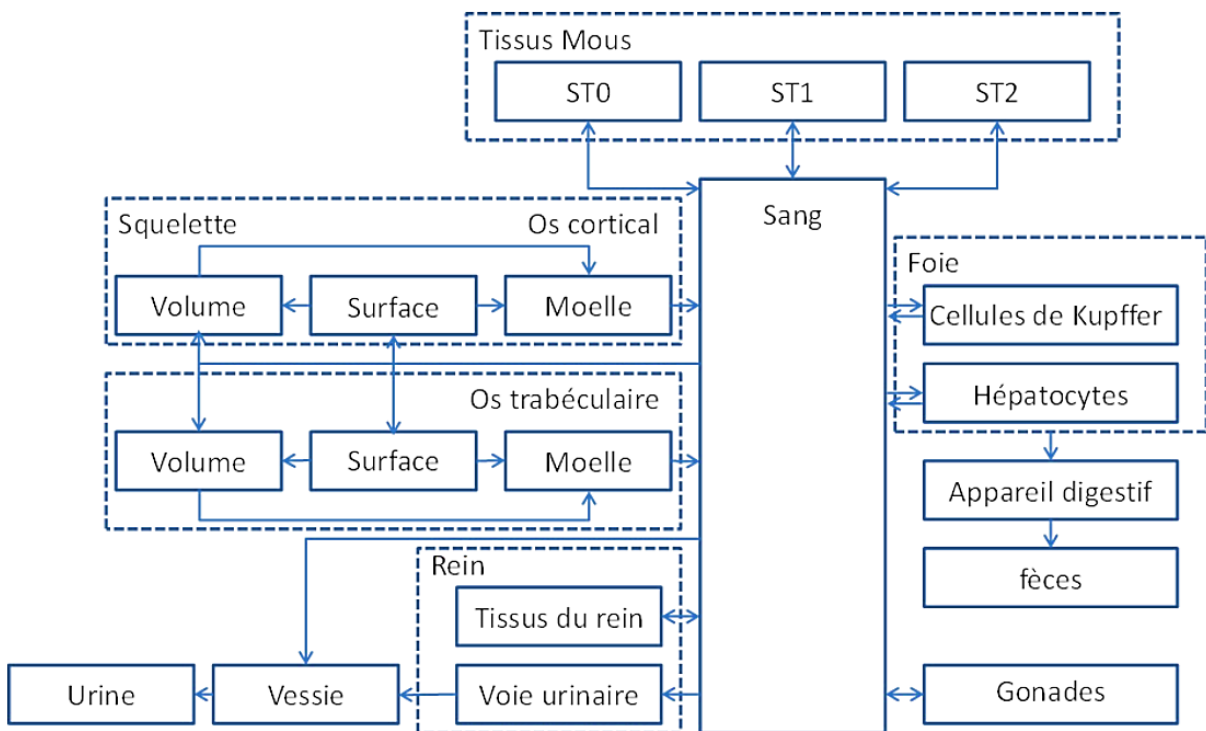 Tissus Mous
ST0
ST1
ST2
Sang
Squelette
Os cortical
Volume
Surface
Moelle
Foie
Cellules de Kupffer
Hépatocytes
Os trabéculaire
Volume
Surface
Moelle
Appareil digestif
fèces
Rein
Tissus du rein
Urine
Vessie
Voie urinaire
Gonades